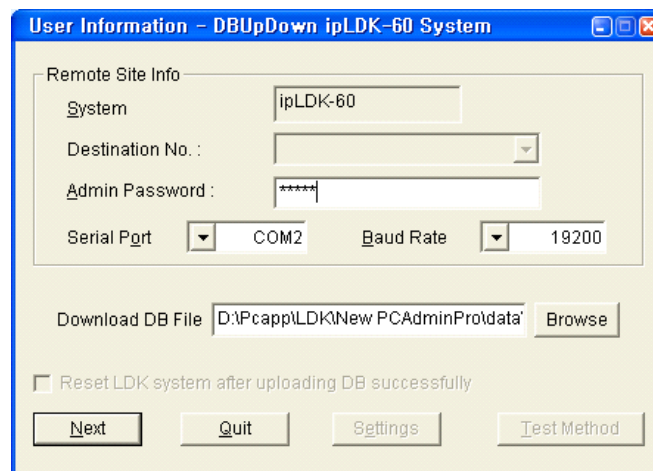 User Information - DBUpDown ipLDK-60 System
Remote Site Info
System ipLDK-60
Destination No. :
Admin Password : *****
Serial Port COM2 Baud Rate 19200
Download DB File D:\Pcapp\LDK\New PCAdminPro\data\ Browse
Reset LDK system after uploading DB successfully
Next Quit Settings Test Method